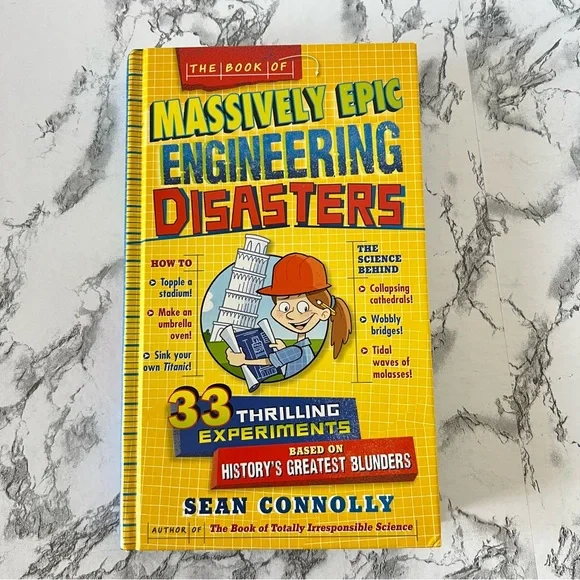 THE BOOK OF
MASSIVELY EPIC
ENGINEERING
DISASTERS
HOW TO
Topple a
stadium!
Make an
umbrella
oven!
Sink your
own Titanic!
THE
SCIENCE
BEHIND
Collapsing
cathedrals!
Wobbly
bridges!
Tidal
waves of
molasses!
33 THRILLING
EXPERIMENTS
BASED ON
HISTORY'S GREATEST BLUNDERS
SEAN CONNOLLY
AUTHOR OF The Book of Totally Irresponsible Science